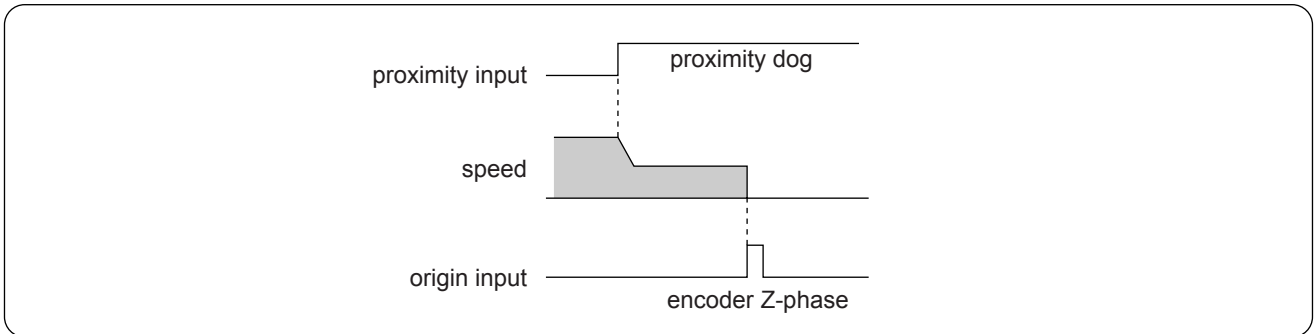 proximity dog
proximity input
speed
origin input
encoder Z-phase